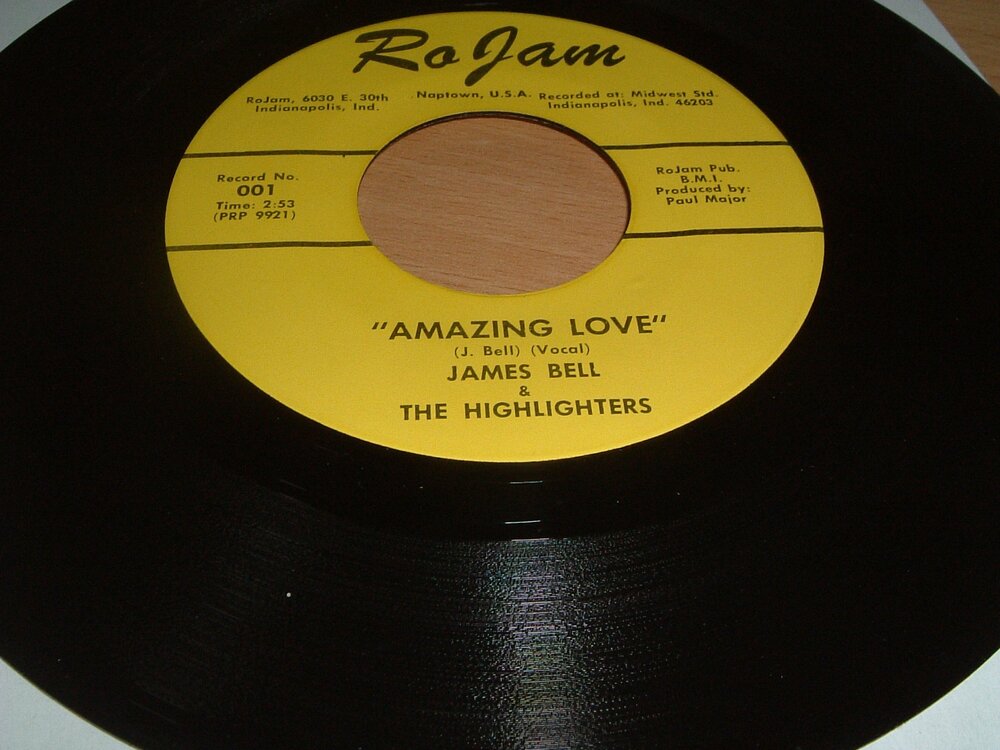 RoJam
RoJam, 6030 E. 30th
Indianapolis, Ind.
Naptown, U.S.A.
Recorded at: Midwest Std.
Indianapolis, Ind. 46203
Record No.
001
Time: 2:53
(PRP 9921)
RoJam Pub.
B.M.I.
Produced by:
Paul Major
"AMAZING LOVE"
(J. Bell) (Vocal)
JAMES BELL
&
THE HIGHLIGHTERS